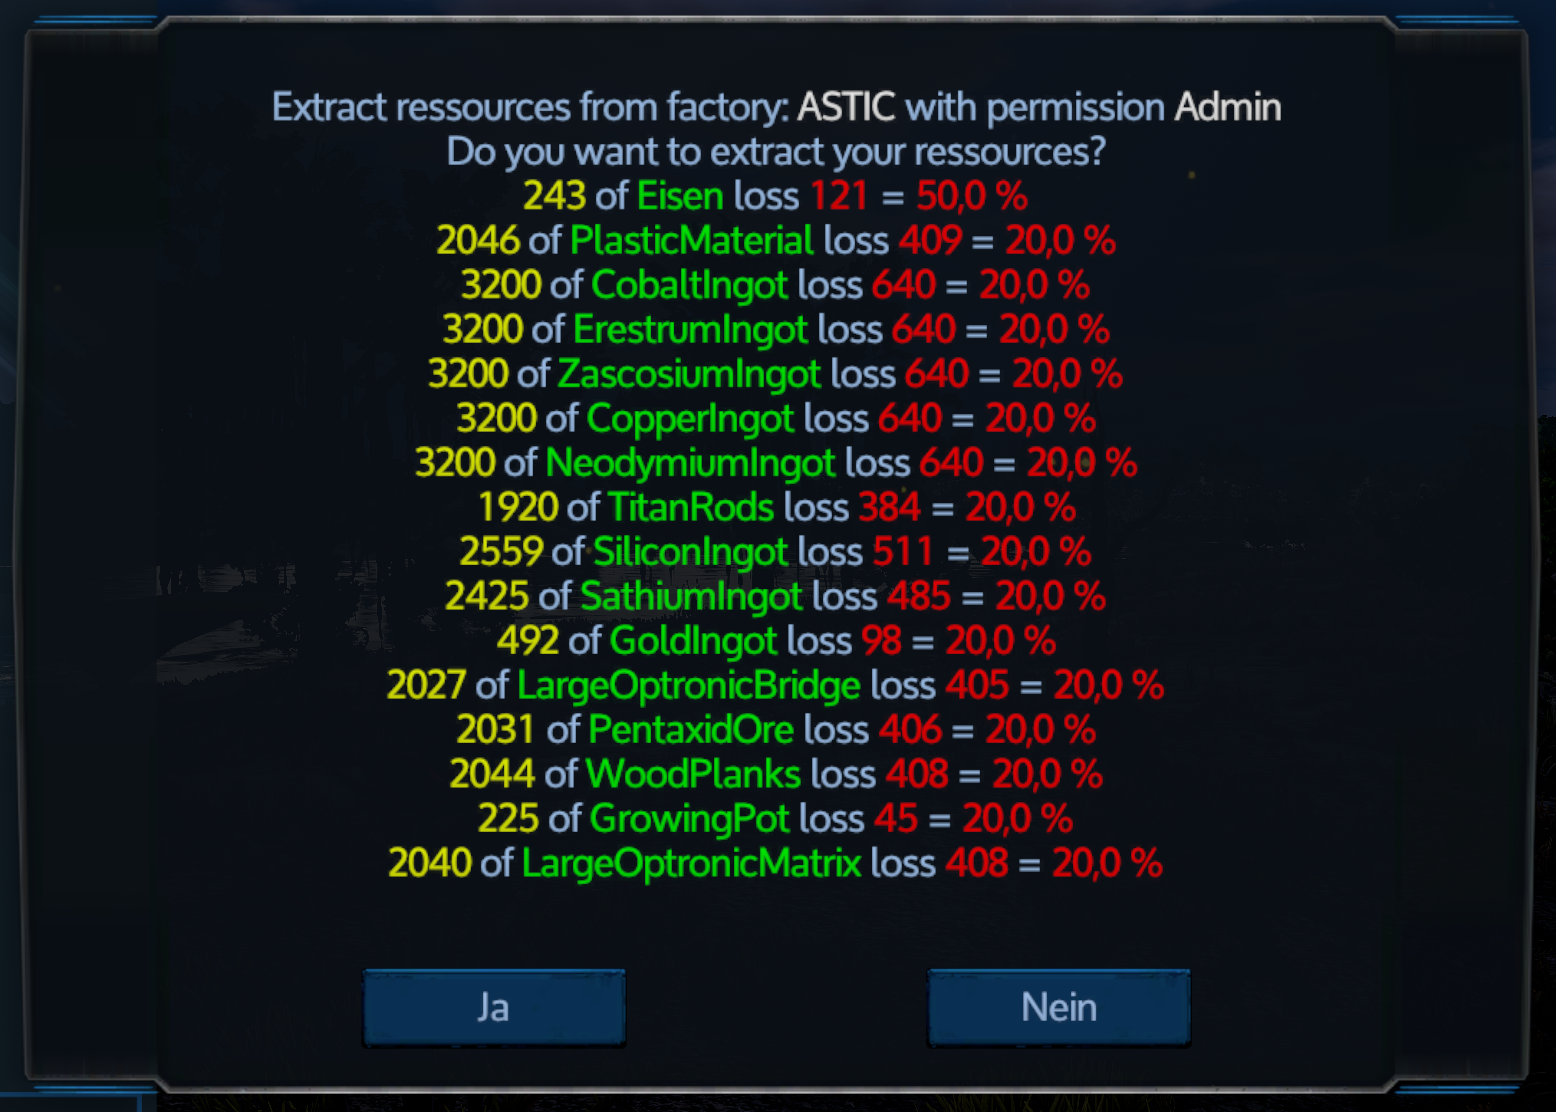 Extract ressources from factory: ASTIC with permission Admin
Do you want to extract your ressources?
243 of Eisen loss 121 = 50,0 %
2046 of PlasticMaterial loss 409 = 20,0 %
3200 of CobaltIngot loss 640 = 20,0 %
3200 of ErestrumIngot loss 640 = 20,0 %
3200 of ZascosiumIngot loss 640 = 20,0 %
3200 of CopperIngot loss 640 = 20,0 %
3200 of NeodymiumIngot loss 640 = 20,0 %
1920 of TitanRods loss 384 = 20,0 %
2559 of SiliconIngot loss 511 = 20,0 %
2425 of SathiumIngot loss 485 = 20,0 %
492 of GoldIngot loss 98 = 20,0 %
2027 of LargeOptronicBridge loss 405 = 20,0 %
2031 of PentaxidOre loss 406 = 20,0 %
2044 of WoodPlanks loss 408 = 20,0 %
225 of GrowingPot loss 45 = 20,0 %
2040 of LargeOptronicMatrix loss 408 = 20,0 %
Ja
Nein